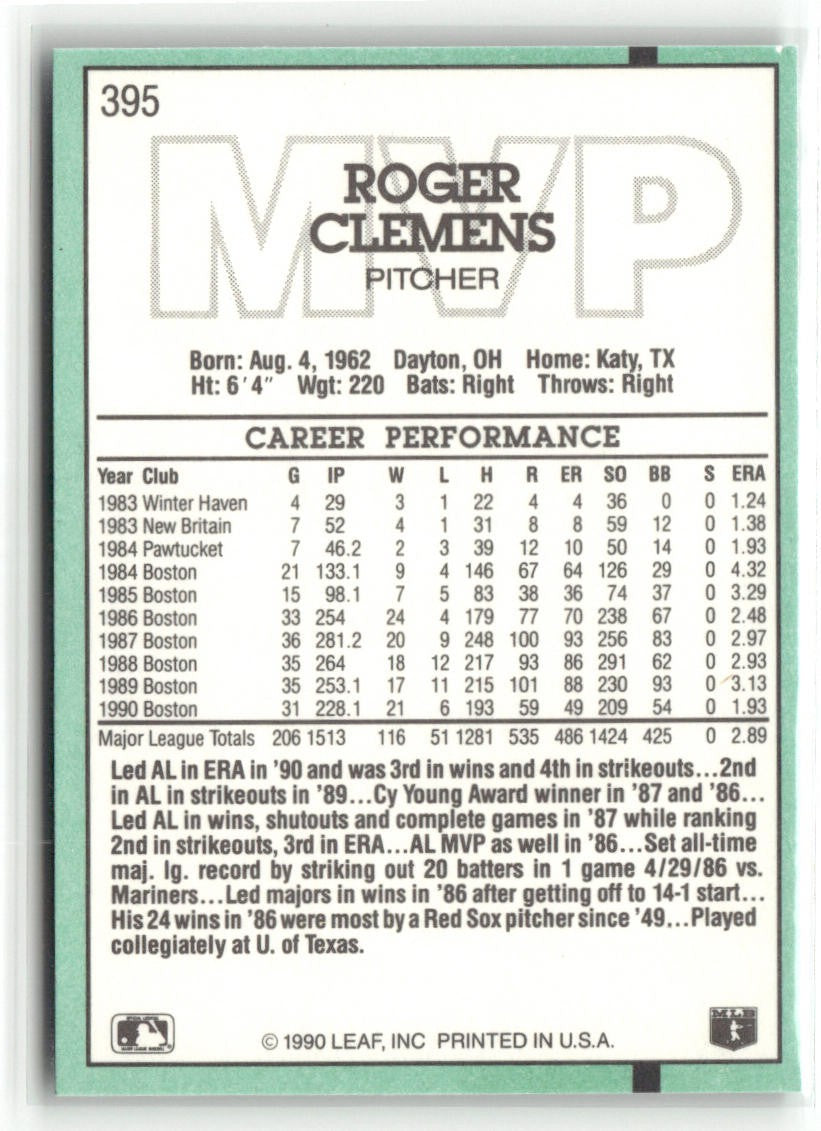 395
MVP
ROGER
CLEMENS
PITCHER
Born: Aug. 4, 1962 Dayton, OH Home: Katy, TX
Ht: 6'4" Wgt: 220 Bats: Right Throws: Right
CAREER PERFORMANCE
Year Club G IP W L H R ER SO BB S ERA
1983 Winter Haven 4 29 3 1 22 4 4 36 0 0 1.24
1983 New Britain 7 52 4 1 31 8 8 59 12 0 1.38
1984 Pawtucket 7 46.2 2 3 39 12 10 50 14 0 1.93
1984 Boston 21 133.1 9 4 146 67 64 126 29 0 4.32
1985 Boston 15 98.1 7 5 83 38 36 74 37 0 3.29
1986 Boston 33 254 24 4 179 77 70 238 67 0 2.48
1987 Boston 36 281.2 20 9 248 100 93 256 83 0 2.97
1988 Boston 35 264 18 12 217 93 86 291 62 0 2.93
1989 Boston 35 253.1 17 11 215 101 88 230 93 0 3.13
1990 Boston 31 228.1 21 6 193 59 49 209 54 0 1.93
Major League Totals 206 1513 116 51 1281 535 486 1424 425 0 2.89
Led AL in ERA in '90 and was 3rd in wins and 4th in strikeouts...2nd
in AL in strikeouts in '89...Cy Young Award winner in '87 and '86...
Led AL in wins, shutouts and complete games in '87 while ranking
2nd in strikeouts, 3rd in ERA...AL MVP as well in '86...Set all-time
maj. lg. record by striking out 20 batters in 1 game 4/29/86 vs.
Mariners...Led majors in wins in '86 after getting off to 14-1 start...
His 24 wins in '86 were most by a Red Sox pitcher since '49...Played
collegiately at U. of Texas.
MLB
© 1990 LEAF, INC PRINTED IN U.S.A.